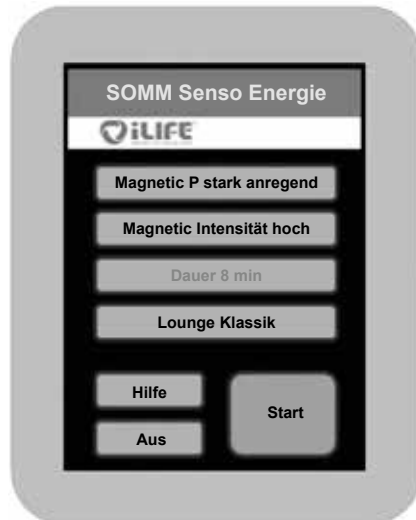 SOMM Senso Energie
iLIFE
Magnetic P stark anregend
Magnetic Intensität hoch
Dauer 8 min
Lounge Klassik
Hilfe
Aus
Start